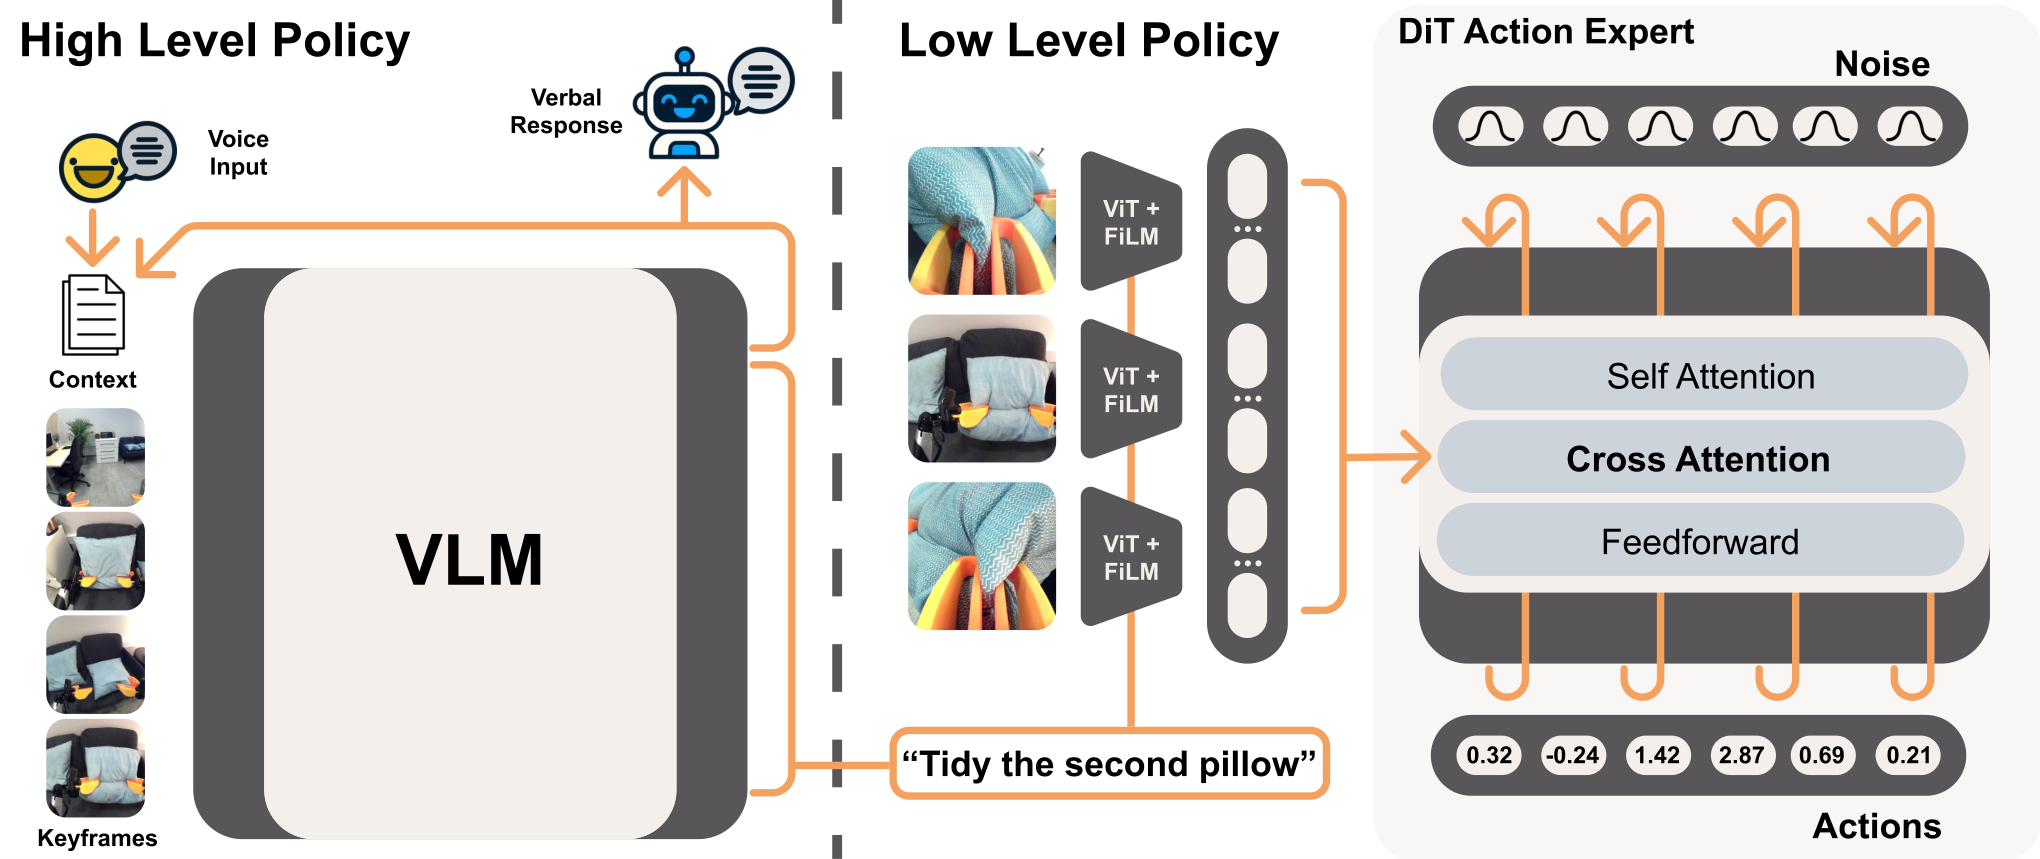 High Level Policy
Voice
Input
Verbal
Response
Context
Keyframes
VLM
Low Level Policy
ViT +
FiLM
ViT +
FiLM
ViT +
FiLM
“Tidy the second pillow”
DiT Action Expert
Noise
Self Attention
Cross Attention
Feedforward
0.32 -0.24 1.42 2.87 0.69 0.21
Actions